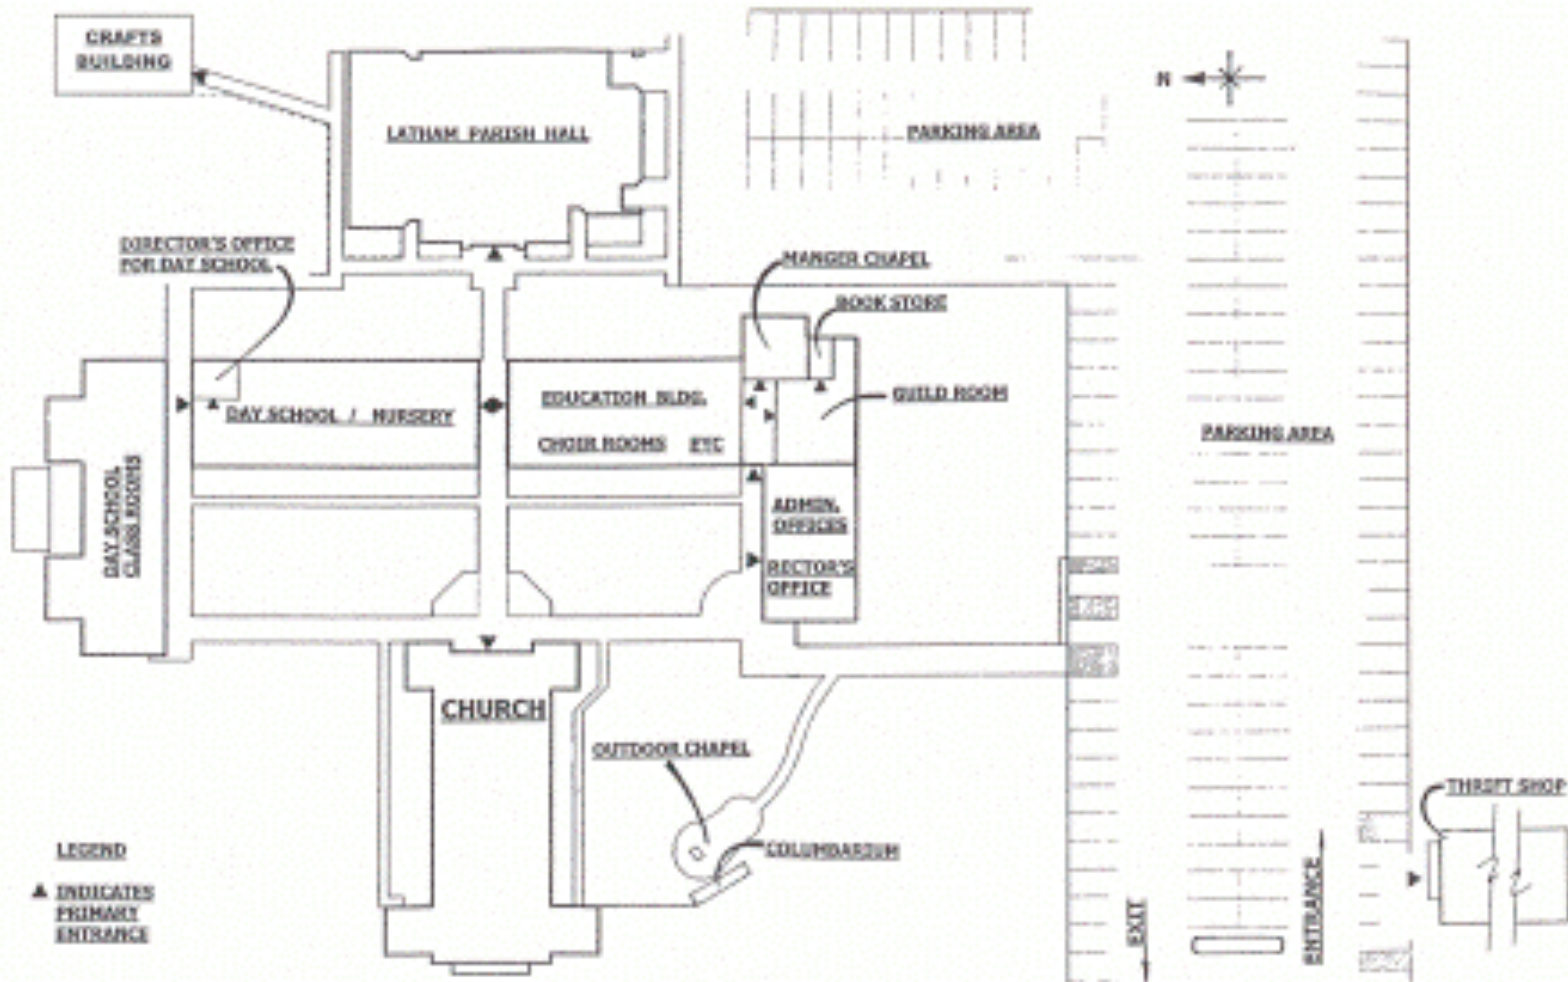 CRAFTS
BUILDING
LATHAM PARISH HALL
PARKING AREA
N
DIRECTOR'S OFFICE
FOR DAY SCHOOL
MANGER CHAPEL
BOOK STORE
DAY SCHOOL / NURSERY
EDUCATION BLDG.
CHOIR ROOMS EYC
GUILD ROOM
PARKING AREA
DAY SCHOOL
CLASS ROOMS
ADMIN.
OFFICES
RECTOR'S
OFFICE
CHURCH
OUTDOOR CHAPEL
COLUMBARIUM
THRIFT SHOP
LEGEND
INDICATES
PRIMARY
ENTRANCE
EXIT
ENTRANCE